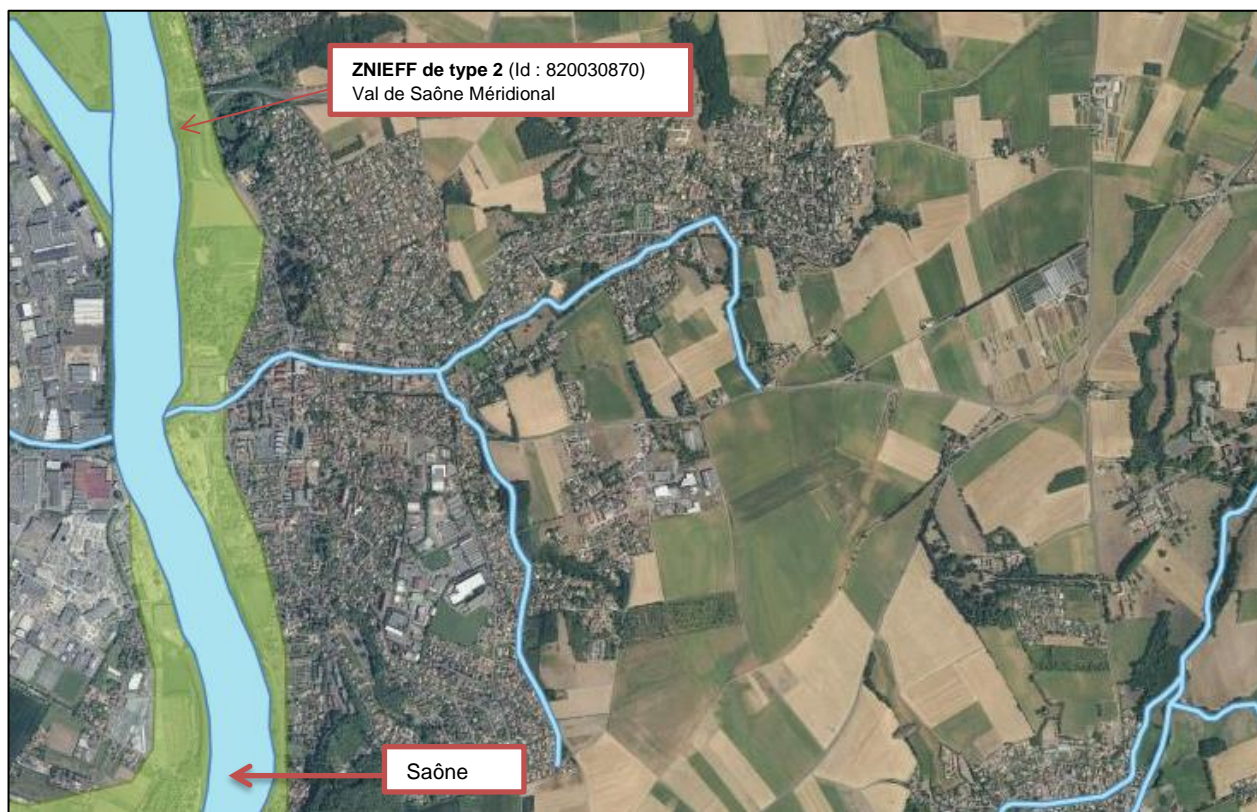 ZNIEFF de type 2 (Id : 820030870)
Val de Saône Méridional
Saône